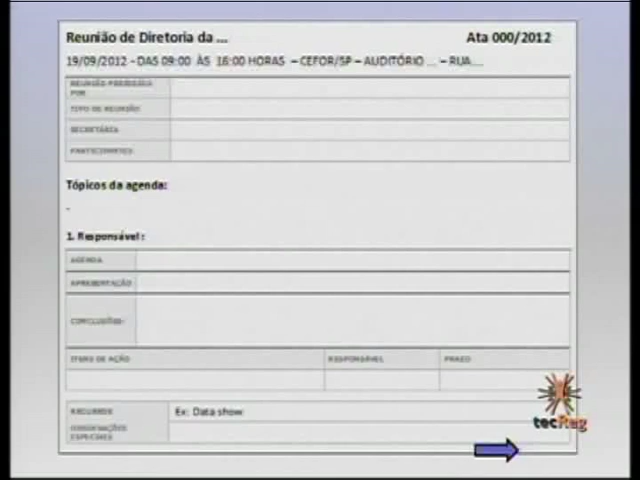 Reunião de Diretoria da ... Ata 000/2012
19/09/2012 - DAS 09:00 ÀS 16:00 HORAS – CEFOR/SP – AUDITÓRIO ... – RUA....
REUNIÃO PRESIDIDA POR
TIPO DE REUNIÃO
SECRETÁRIA
PARTICIPANTES
Tópicos da agenda:
-
1. Responsável :
AGENDA
APRESENTAÇÃO
CONCLUSÕES:
ITENS DE AÇÃO RESPONSÁVEL PRAZO
RECURSOS Ex: Data show
OBSERVAÇÕES
ESPECIAIS
tecReg